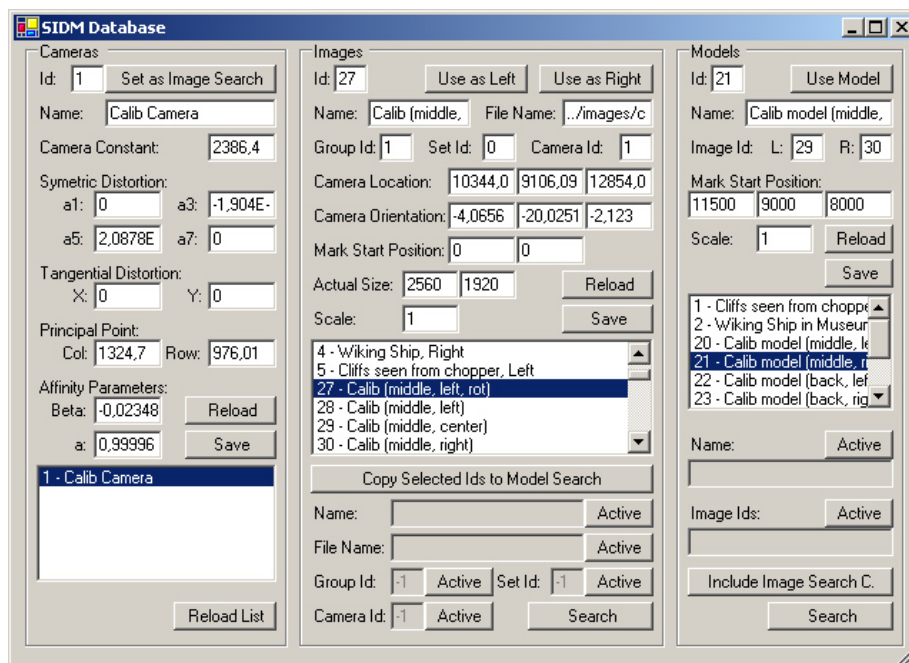 SIDM Database
Cameras
Id: 1 Set as Image Search
Name: Calib Camera
Camera Constant: 2386,4
Symetric Distortion:
a1: 0 a3: -1,904E-
a5: 2,0878E a7: 0
Tangential Distortion:
X: 0 Y: 0
Principal Point:
Col: 1324,7 Row: 976,01
Affinity Parameters:
Beta: -0,02348 Reload
a: 0,99996 Save
1 - Calib Camera
Reload List
Images
Id: 27 Use as Left Use as Right
Name: Calib (middle, File Name: ../images/c
Group Id: 1 Set Id: 0 Camera Id: 1
Camera Location: 10344,0 9106,09 12854,0
Camera Orientation: -4,0656 -20,0251 -2,123
Mark Start Position: 0 0
Actual Size: 2560 1920 Reload
Scale: 1 Save
4 - Wiking Ship, Right
5 - Cliffs seen from chopper, Left
27 - Calib (middle, left, rot)
28 - Calib (middle, left)
29 - Calib (middle, center)
30 - Calib (middle, right)
Copy Selected Ids to Model Search
Name: Active
File Name: Active
Group Id: -1 Active Set Id: -1 Active
Camera Id: -1 Active Search
Models
Id: 21 Use Model
Name: Calib model (middle,
Image Id: L: 29 R: 30
Mark Start Position:
11500 9000 8000
Scale: 1 Reload
Save
1 - Cliffs seen from choppe
2 - Wiking Ship in Museum
20 - Calib model (middle, le
21 - Calib model (middle, ri
22 - Calib model (back, lef
23 - Calib model (back, rig
Name: Active
Image Ids: Active
Include Image Search C.
Search